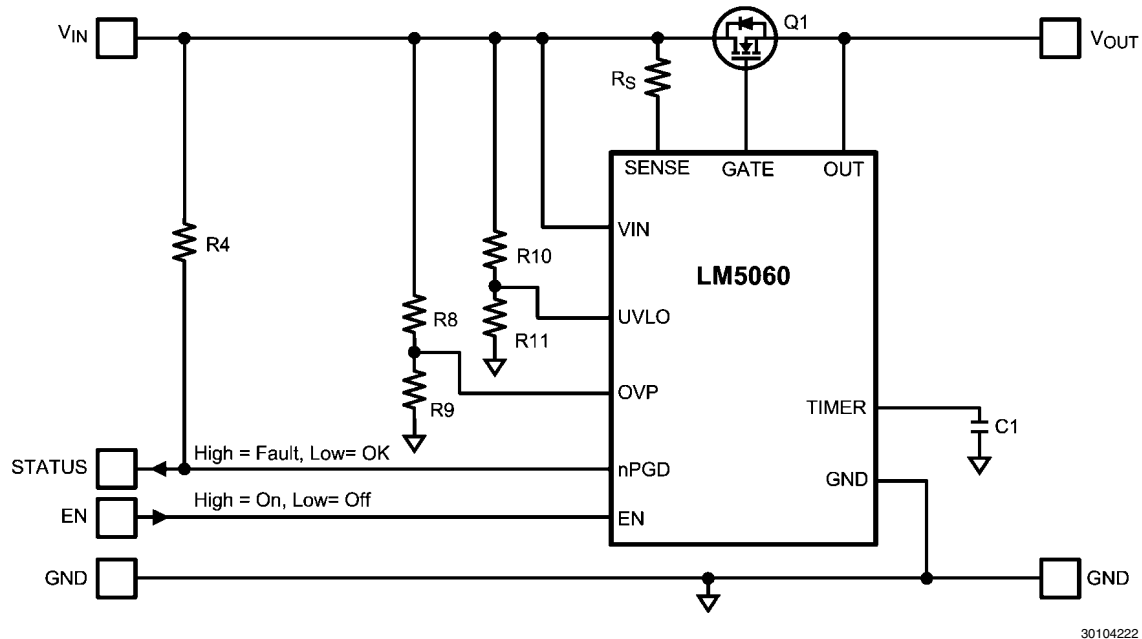 VIN
Q1
VOUT
RS
SENSE
GATE
OUT
R4
VIN
R10
LM5060
R8
UVLO
R11
OVP
R9
TIMER
C1
High = Fault, Low= OK
STATUS
nPGD
GND
High = On, Low= Off
EN
EN
GND
GND
30104222